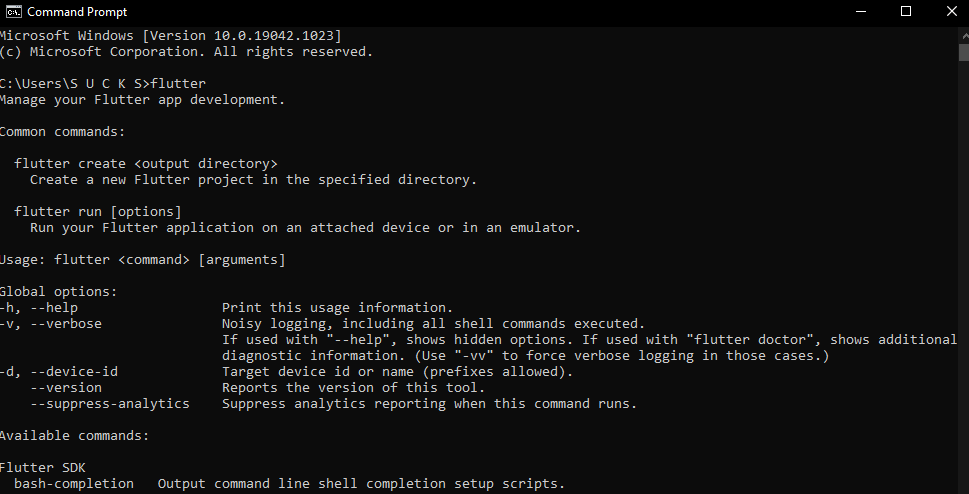 Command Prompt
Microsoft Windows [Version 10.0.19042.1023]
(c) Microsoft Corporation. All rights reserved.
C:\Users\S U C K S>flutter
Manage your Flutter app development.
Common commands:
flutter create <output directory>
Create a new Flutter project in the specified directory.
flutter run [options]
Run your Flutter application on an attached device or in an emulator.
Usage: flutter <command> [arguments]
Global options:
-h, --help Print this usage information.
-v, --verbose Noisy logging, including all shell commands executed.
If used with "--help", shows hidden options. If used with "flutter doctor", shows additional
diagnostic information. (Use "-vv" to force verbose logging in those cases.)
-d, --device-id Target device id or name (prefixes allowed).
--version Reports the version of this tool.
--suppress-analytics Suppress analytics reporting when this command runs.
Available commands:
Flutter SDK
bash-completion Output command line shell completion setup scripts.